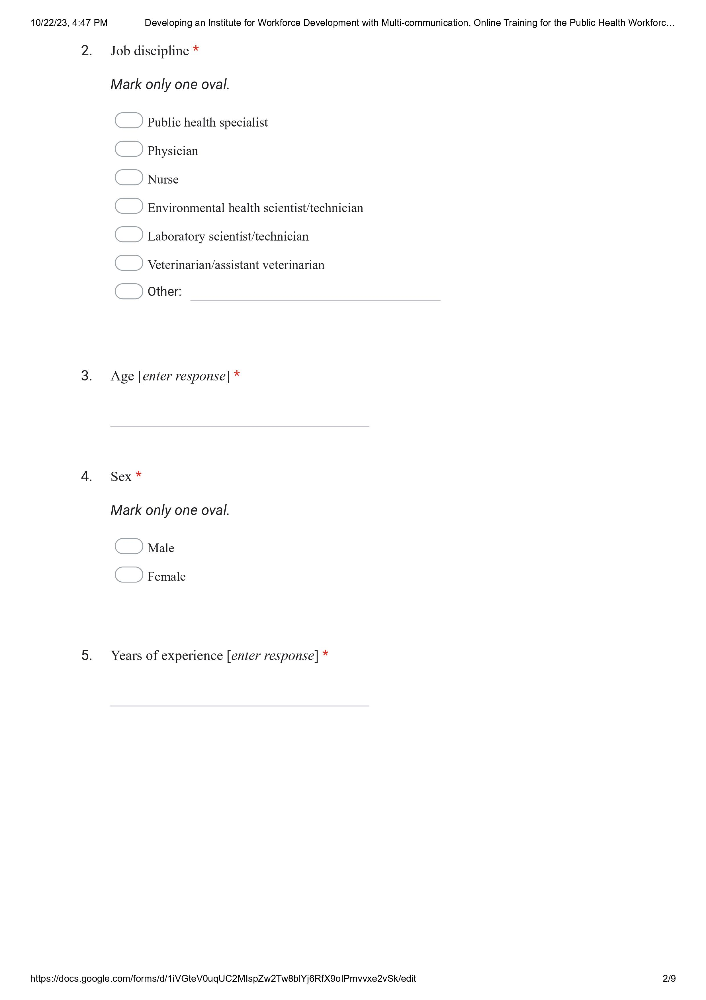 10/22/23, 4:47 PM Developing an Institute for Workforce Development with Multi-communication, Online Training for the Public Health Workforc…
2. Job discipline *
Mark only one oval.
Public health specialist
Physician
Nurse
Environmental health scientist/technician
Laboratory scientist/technician
Veterinarian/assistant veterinarian
Other:
3. Age [enter response] *
4. Sex *
Mark only one oval.
Male
Female
5. Years of experience [enter response] *
https://docs.google.com/forms/d/1iVGteV0uqUC2MIspZw2Tw8bIYj6RfX9oIPmvvxe2vSk/edit 2/9